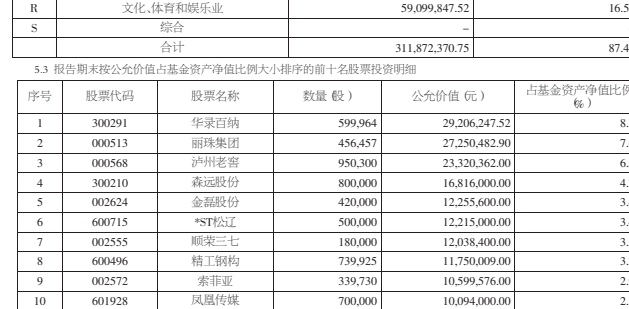 R 文化、体育和娱乐业 59,099,847.52 16.5
S 综合 –
合计 311,872,370.75 87.4
5.3 报告期末按公允价值占基金资产净值比例大小排序的前十名股票投资明细
序号 股票代码 股票名称 数量(股) 公允价值(元) 占基金资产净值比例
(%)
1 300291 华录百纳 599,964 29,206,247.52 8.
2 000513 丽珠集团 456,457 27,250,482.90 7.
3 000568 泸州老窖 950,300 23,320,362.00 6.
4 300210 森远股份 800,000 16,816,000.00 4.
5 002624 金磊股份 420,000 12,255,600.00 3.
6 600715 *ST松辽 500,000 12,215,000.00 3.
7 002555 顺荣三七 180,000 12,038,400.00 3.
8 600496 精工钢构 739,925 11,750,009.00 3.
9 002572 索菲亚 339,730 10,599,576.00 2.
10 601928 凤凰传媒 700,000 10,094,000.00 2.